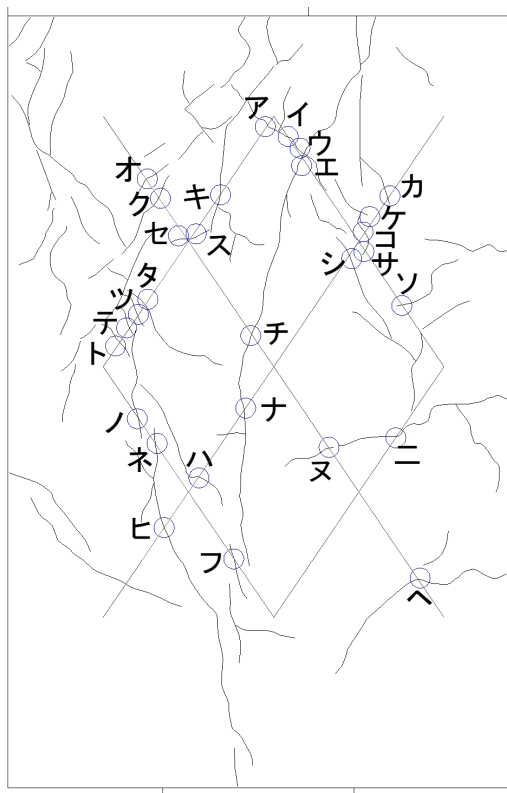 ア
イ
ウ
エ
オ
カ
キ
ク
ケ
コ
サ
シ
ス
セ
ソ
タ
チ
ツ
テ
ト
ナ
ニ
ヌ
ネ
ノ
ハ
ヒ
フ
ヘ